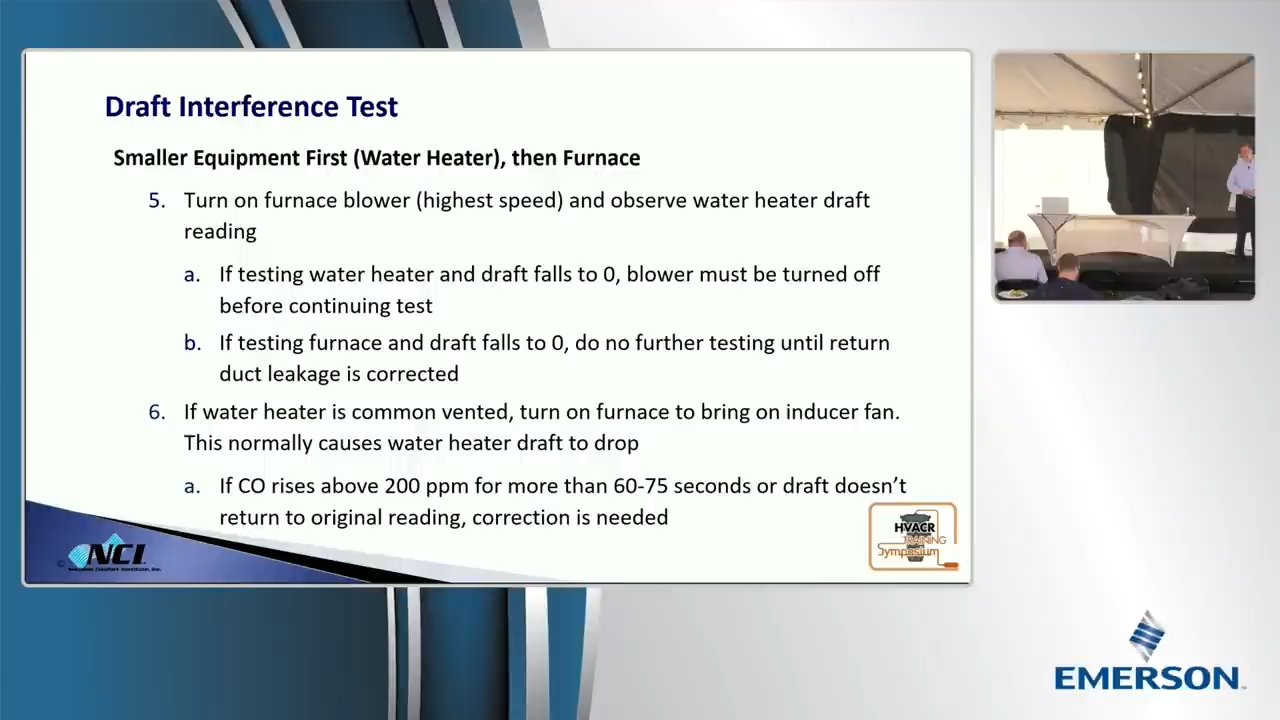 Draft Interference Test
Smaller Equipment First (Water Heater), then Furnace
5. Turn on furnace blower (highest speed) and observe water heater draft
reading
a. If testing water heater and draft falls to 0, blower must be turned off
before continuing test
b. If testing furnace and draft falls to 0, do no further testing until return
duct leakage is corrected
6. If water heater is common vented, turn on furnace to bring on inducer fan.
This normally causes water heater draft to drop
a. If CO rises above 200 ppm for more than 60-75 seconds or draft doesn't
return to original reading, correction is needed
© NCI
National Comfort Institute, Inc.
HVACR
TRAINING
Symposium
EMERSON